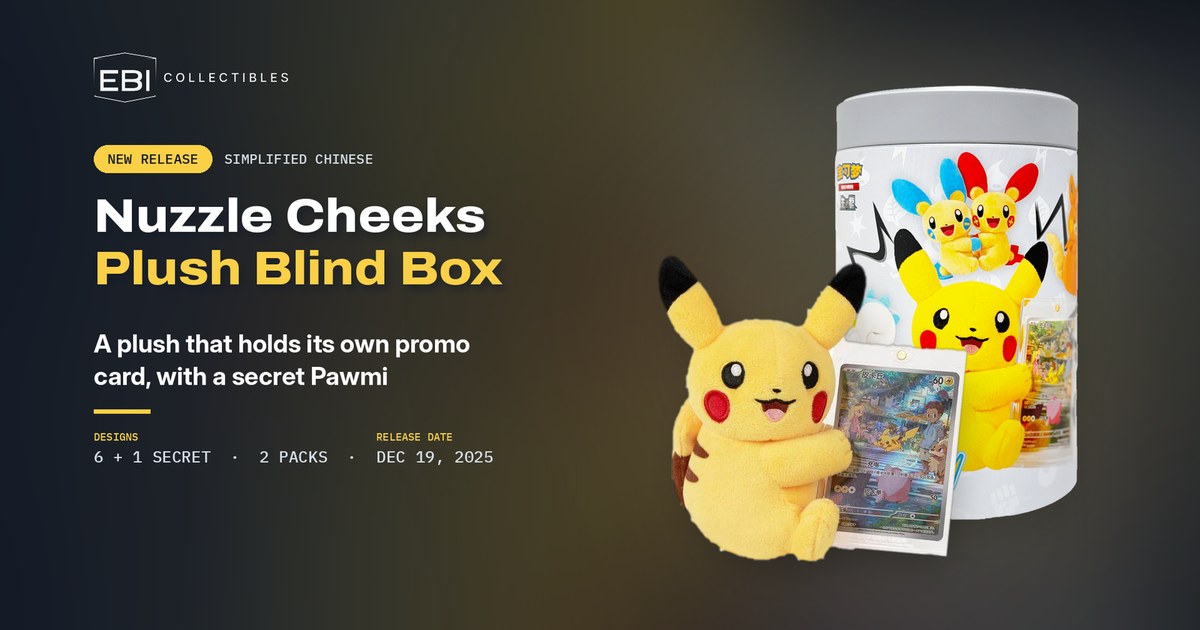 EBI COLLECTIBLES
NEW RELEASE SIMPLIFIED CHINESE
Nuzzle Cheeks
Plush Blind Box
A plush that holds its own promo
card, with a secret Pawmi
DESIGNS RELEASE DATE
6 + 1 SECRET · 2 PACKS · DEC 19, 2025
60